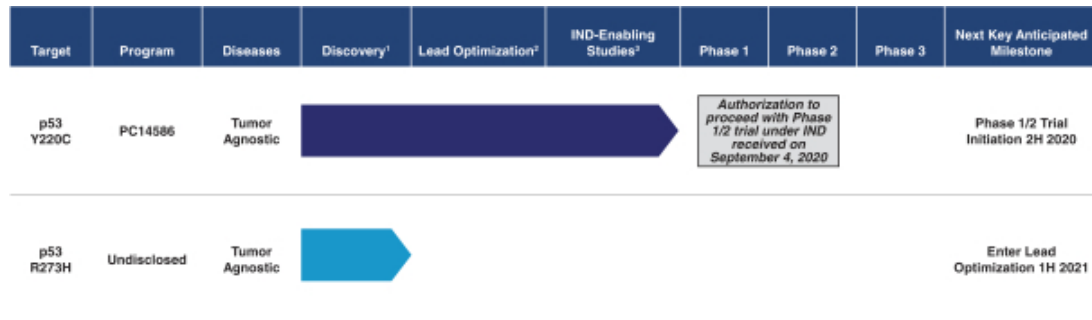 Target Program Diseases Discovery¹ Lead Optimization² IND-Enabling Studies³ Phase 1 Phase 2 Phase 3 Next Key Anticipated Milestone
p53
Y220C
PC14586
Tumor
Agnostic
Authorization to
proceed with Phase
1/2 trial under IND
received on
September 4, 2020
Phase 1/2 Trial
Initiation 2H 2020
p53
R273H
Undisclosed
Tumor
Agnostic
Enter Lead
Optimization 1H 2021